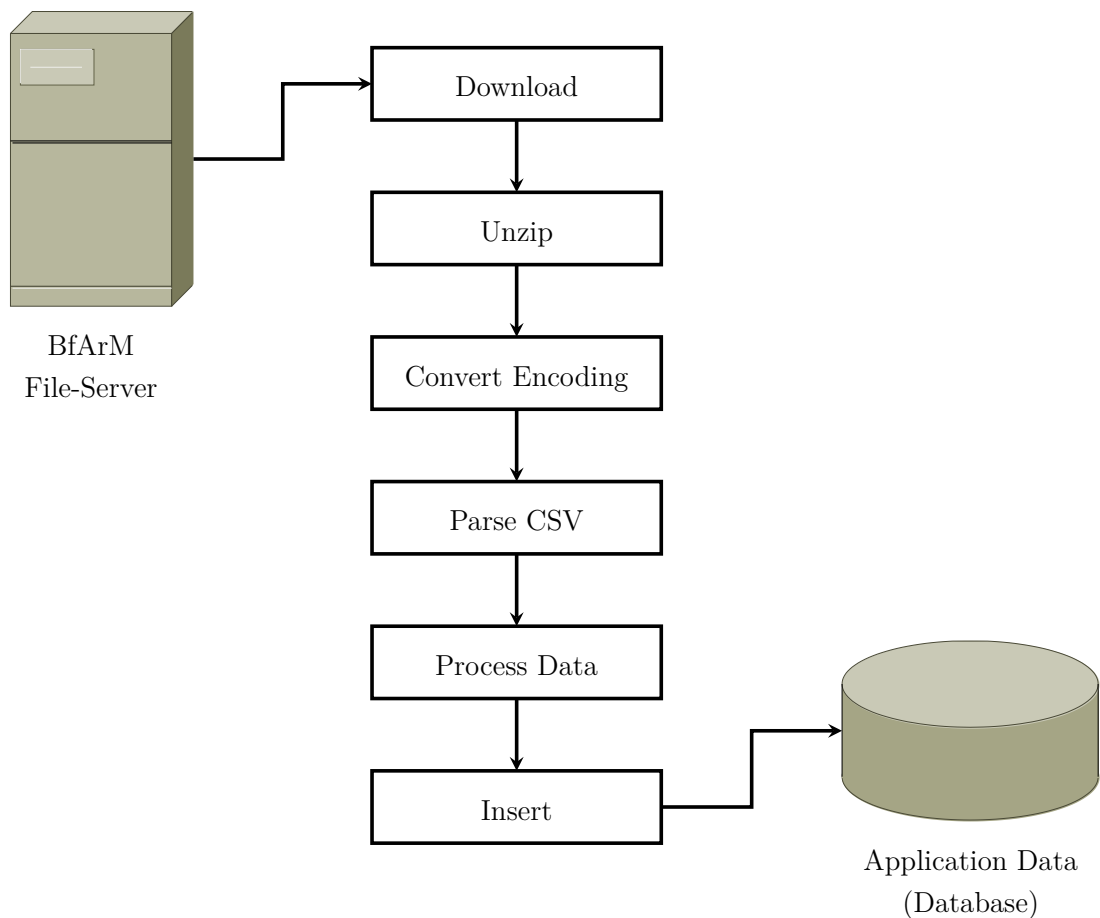 Download
Unzip
BfArM
File-Server
Convert Encoding
Parse CSV
Process Data
Insert
Application Data
(Database)